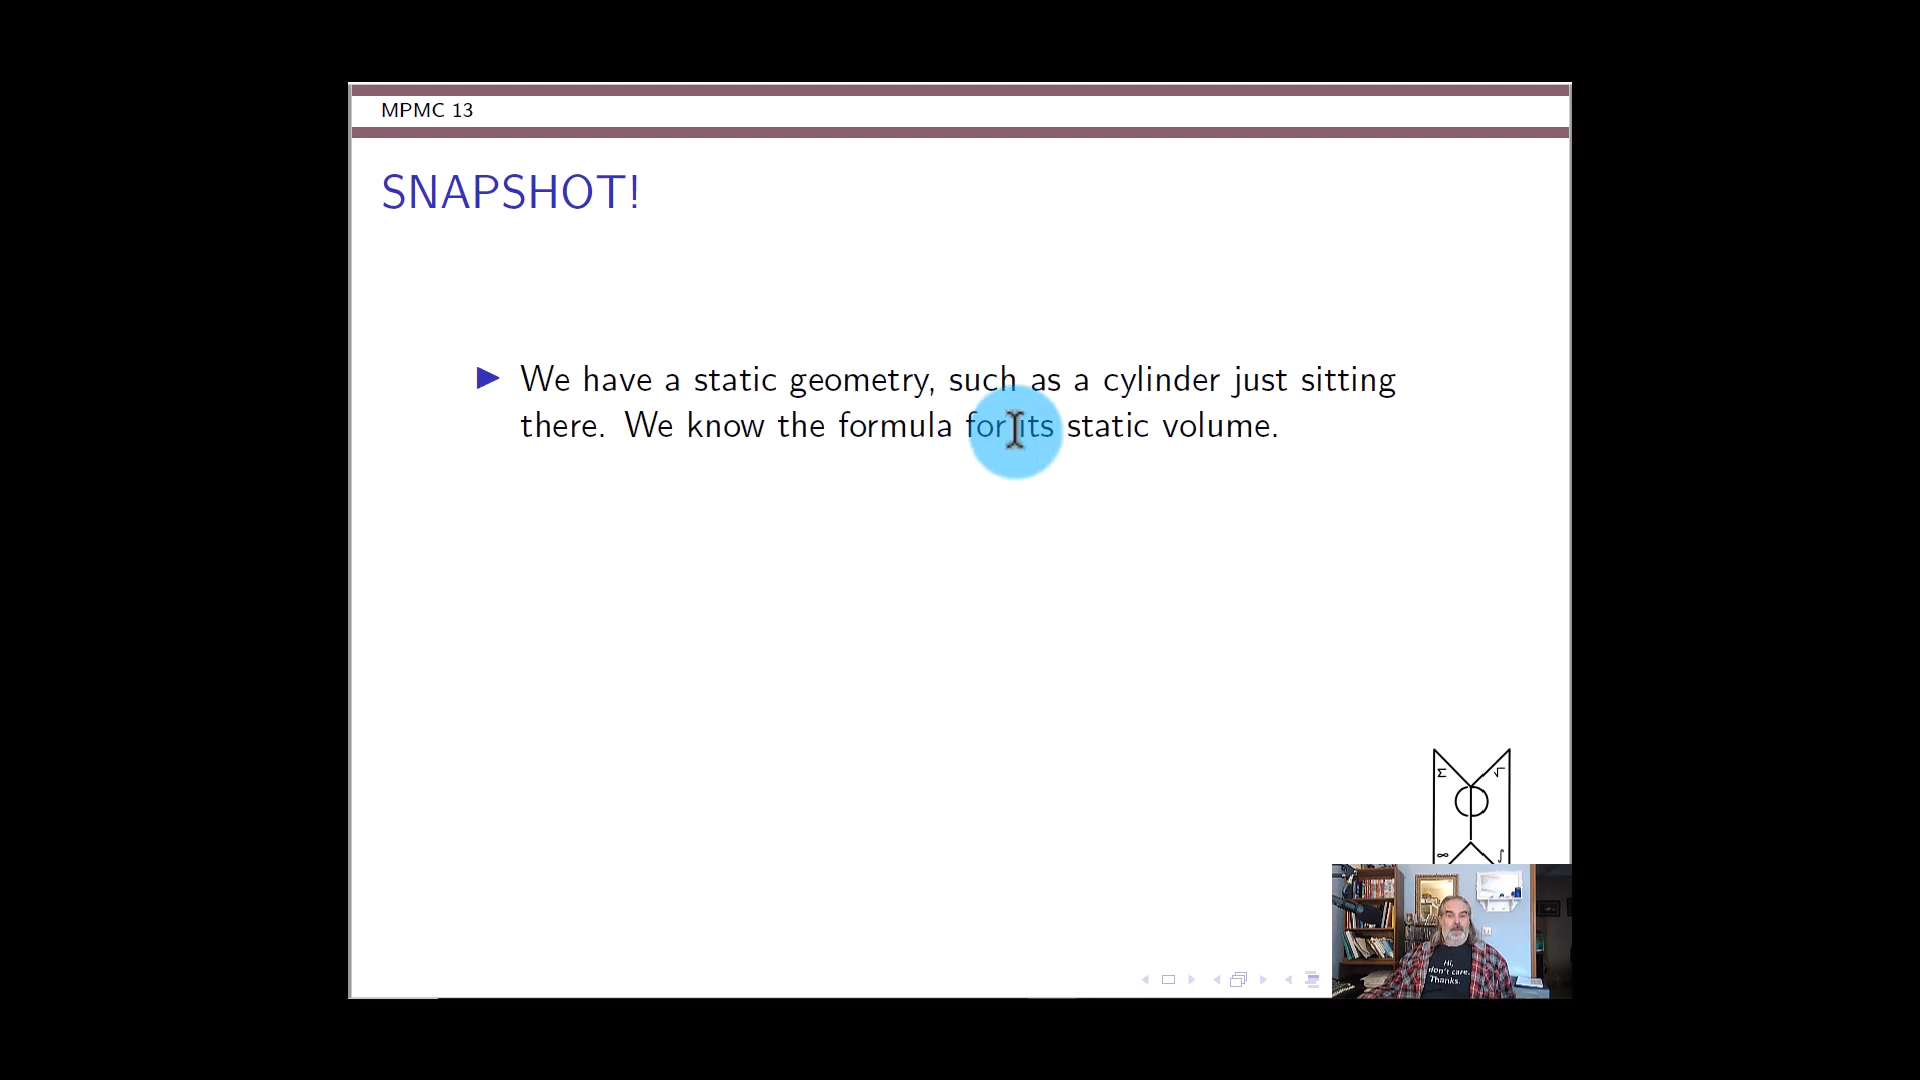 MPMC 13
SNAPSHOT!
We have a static geometry, such as a cylinder just sitting
there. We know the formula for its static volume.
Σ √
∞ ∫
Hi,
don't care.
Thanks.